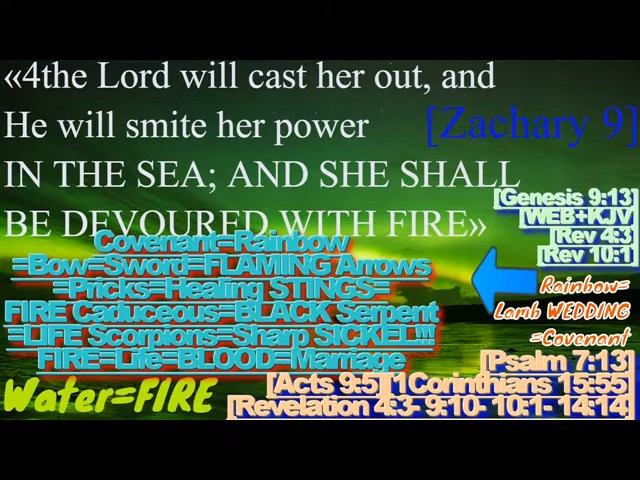 «4the Lord will cast her out, and
He will smite her power [Zachary 9]
IN THE SEA; AND SHE SHALL
BE DEVOURED WITH FIRE»
[Genesis 9:13]
[WEB+KJV
[Rev 4:3]
[Rev 10:1]
Covenant=Rainbow
=Bow=Sword=FLAMING Arrows
=Pricks=Healing STINGS=
FIRE Caduceous=BLACK Serpent
=LIFE Scorpions=Sharp SICKEL!!!
FIRE=Life=BLOOD=Marriage
Rainbow=
Lamb WEDDING
=Covenant
Water=FIRE
[Psalm 7:13]
[Acts 9:5][1Corinthians 15:55]
[Revelation 4:3- 9:10- 10:1- 14:14]